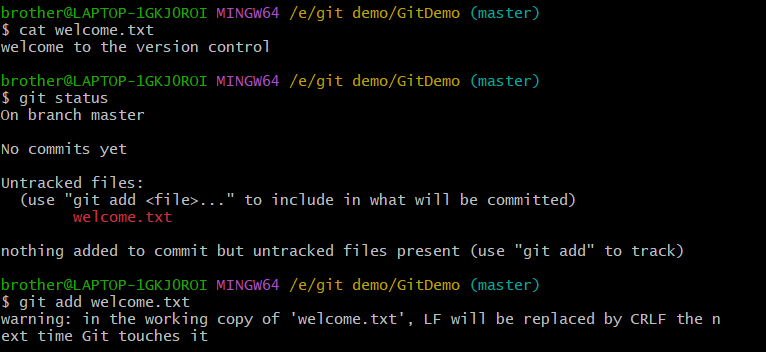 brother@LAPTOP-1GKJ0ROI MINGW64 /e/git demo/GitDemo (master)
$ cat welcome.txt
welcome to the version control
brother@LAPTOP-1GKJ0ROI MINGW64 /e/git demo/GitDemo (master)
$ git status
On branch master
No commits yet
Untracked files:
  (use "git add <file>..." to include in what will be committed)
        welcome.txt
nothing added to commit but untracked files present (use "git add" to track)
brother@LAPTOP-1GKJ0ROI MINGW64 /e/git demo/GitDemo (master)
$ git add welcome.txt
warning: in the working copy of 'welcome.txt', LF will be replaced by CRLF the n
ext time Git touches it